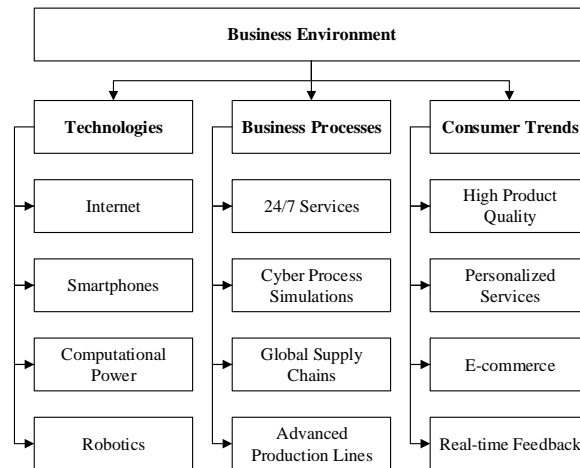 Business Environment
Technologies
Business Processes
Consumer Trends
Internet
24/7 Services
High Product
Quality
Smartphones
Cyber Process
Simulations
Personalized
Services
Computational
Power
Global Supply
Chains
E-commerce
Robotics
Advanced
Production Lines
Real-time Feedback